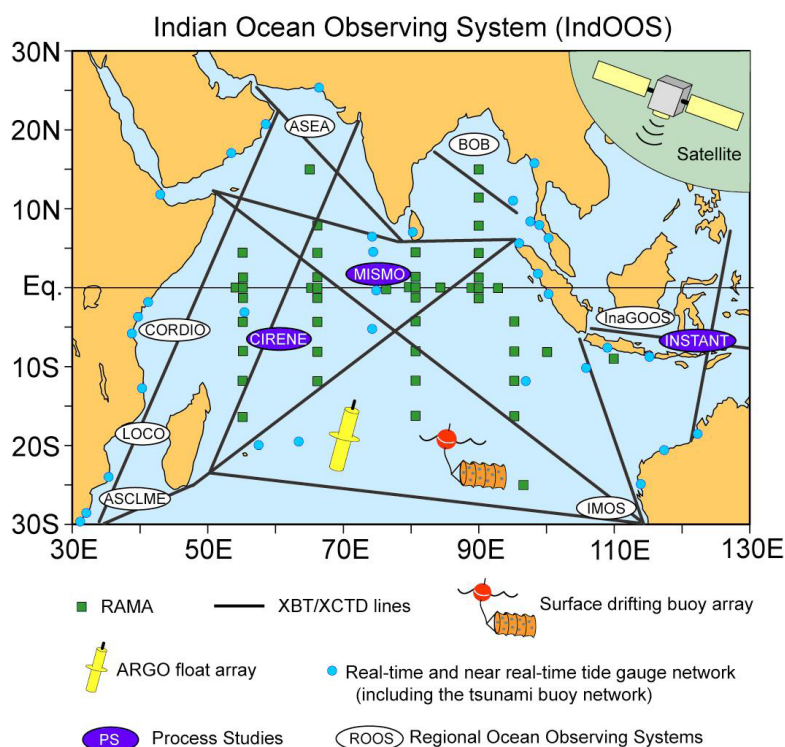 Indian Ocean Observing System (IndOOS)
30N
20N
10N
Eq.
10S
20S
30S
ASEA
BOB
Satellite
MISMO
InaGOOS
CORDIO
CIRENE
INSTANT
LOCO
ASCLME
IMOS
30E
50E
70E
90E
110E
130E
RAMA
XBT/XCTD lines
Surface drifting buoy array
ARGO float array
Real-time and near real-time tide gauge network
(including the tsunami buoy network)
PS
Process Studies
ROOS
Regional Ocean Observing Systems